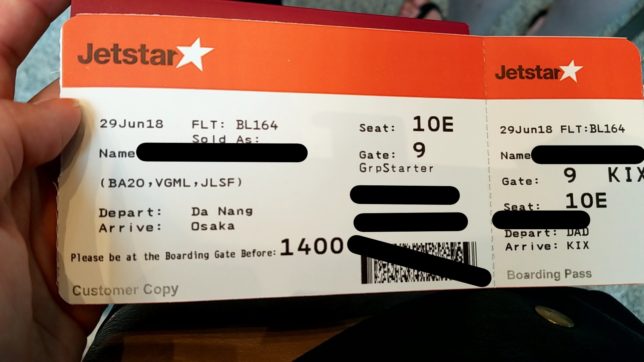 Jetstar
29Jun18 FLT: BL164
Sold As:
Name
(BA20,VGML,JLSF)
Depart: Da Nang
Arrive: Osaka
Seat: 10E
Gate: 9
GrpStarter
Please be at the Boarding Gate Before: 1400
Customer Copy
Jetstar
29Jun18 FLT:BL164
Name
Gate: 9 KIX
Seat: 10E
Depart: DAD
Arrive: KIX
Boarding Pass